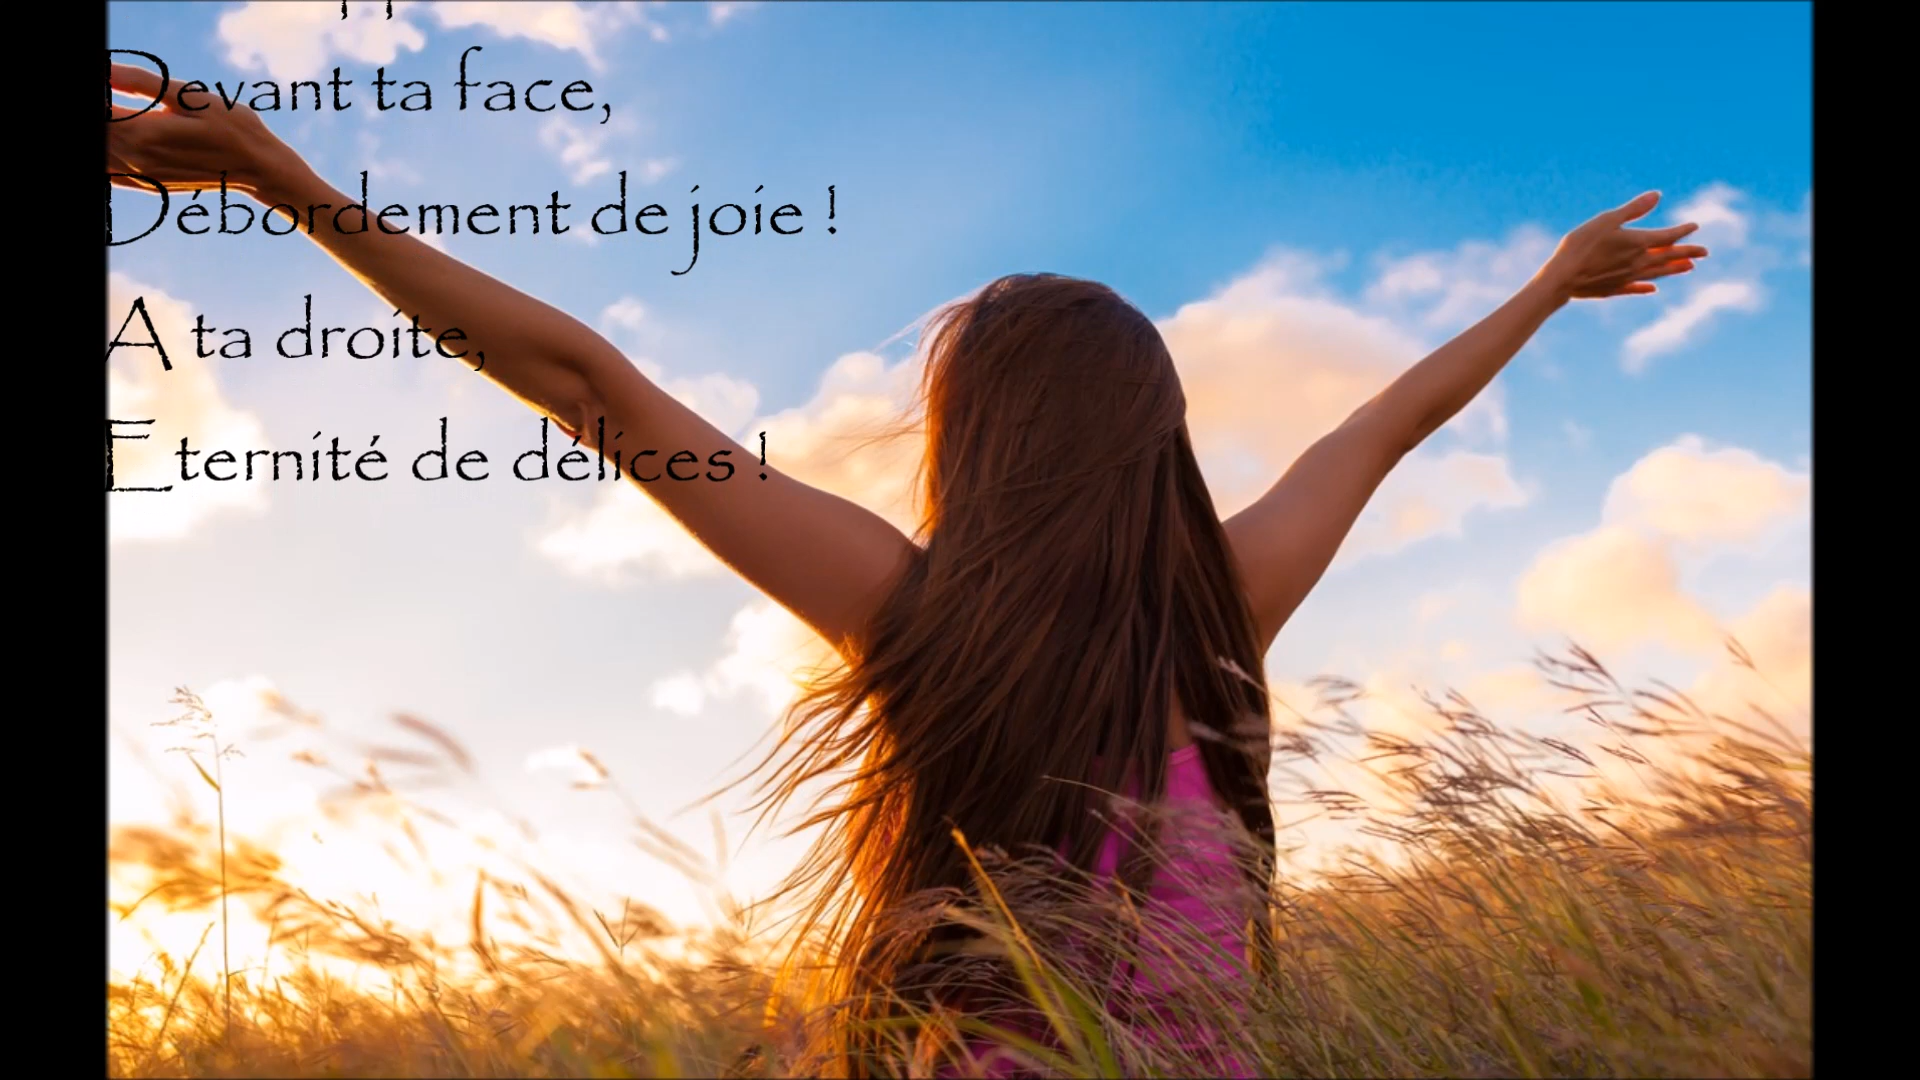 Devant ta face,
Débordement de joie !
A ta droite,
Eternité de délices !